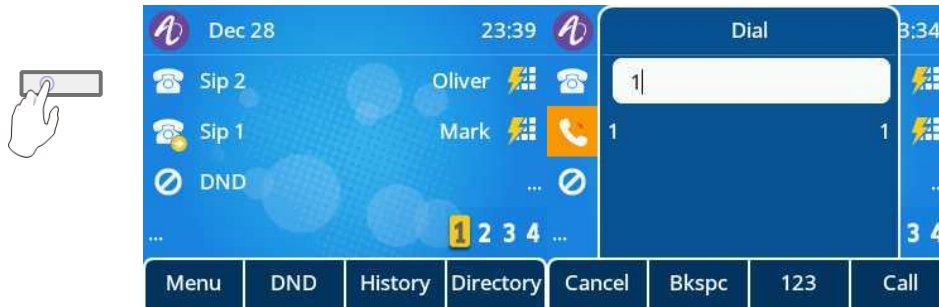 Dec 28 23:39
Sip 2 Oliver
Sip 1 Mark
DND ...
... 1 2 3 4
Menu DND History Directory
Dial 3:34
1
1 1
...
... 3 4
Cancel Bkspc 123 Call